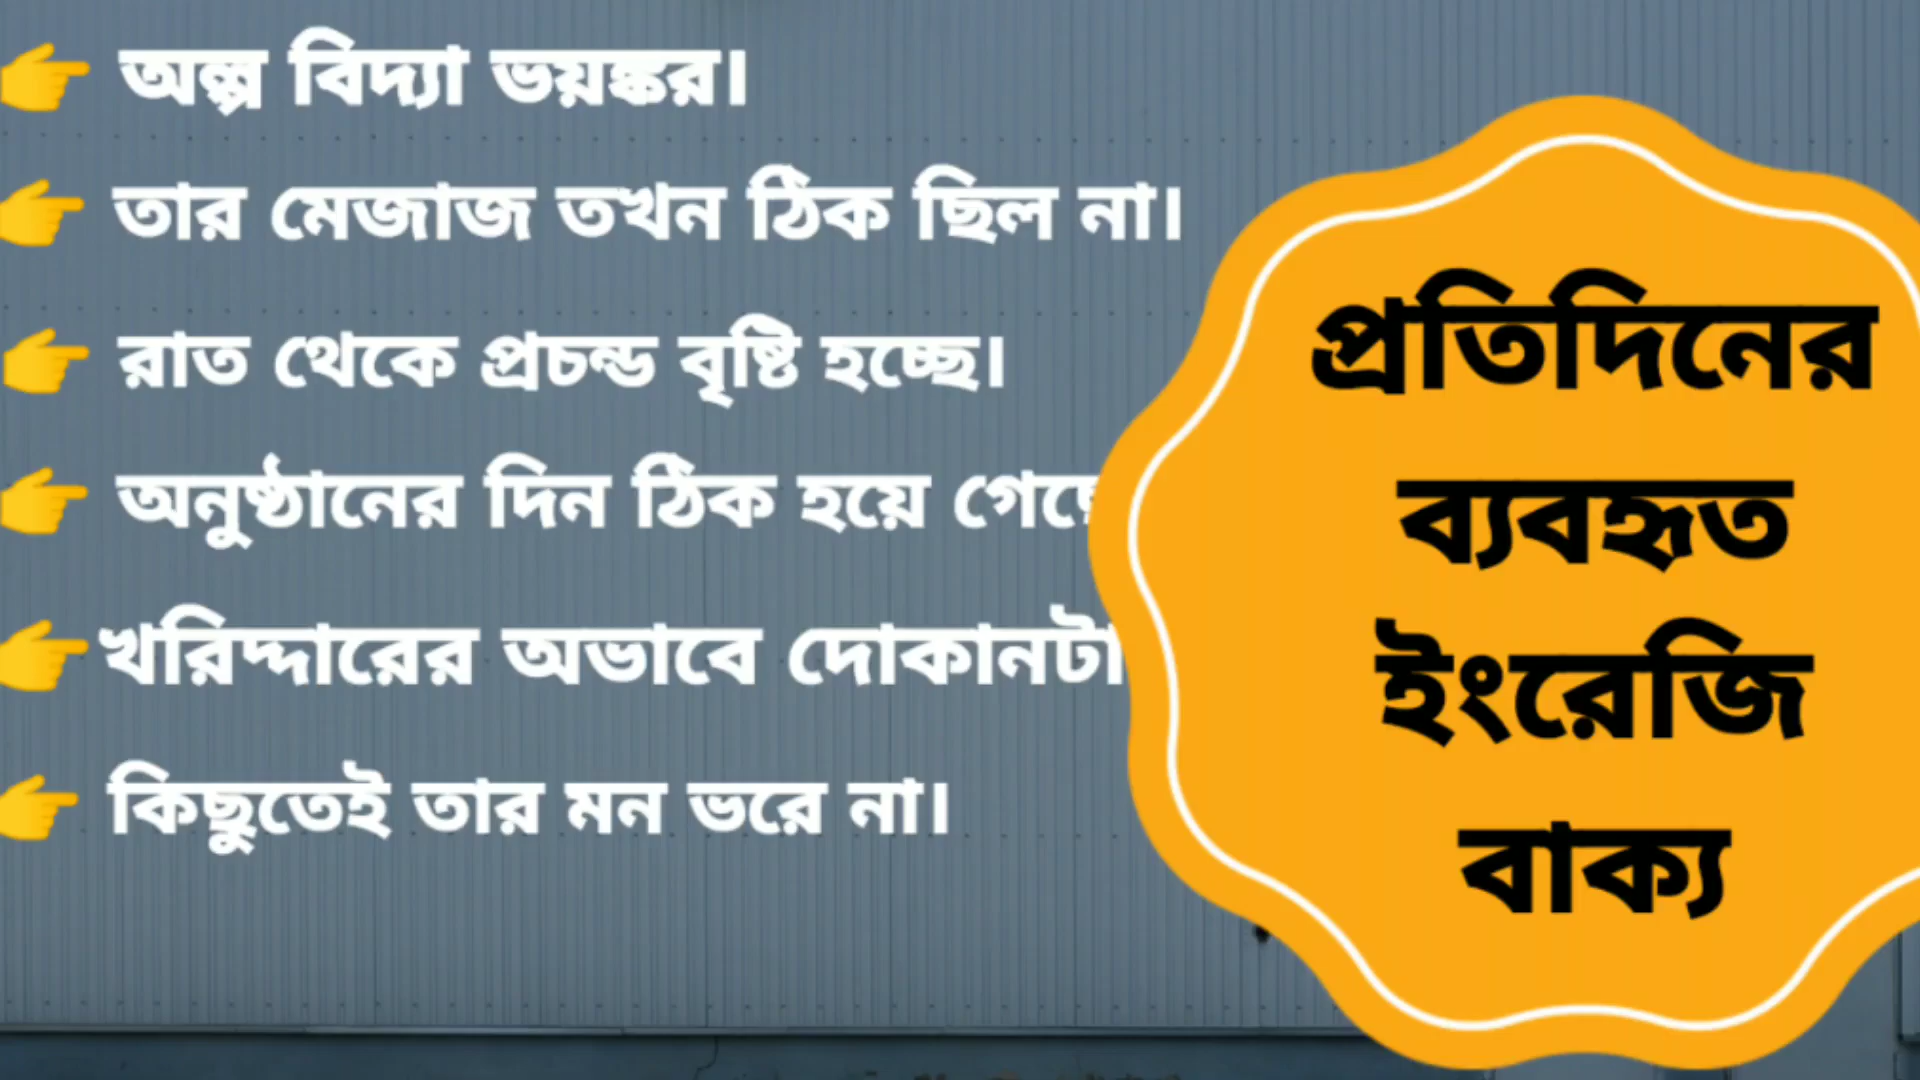 অল্প বিদ্যা ভয়ঙ্কর।
তার মেজাজ তখন ঠিক ছিল না।
রাত থেকে প্রচন্ড বৃষ্টি হচ্ছে।
অনুষ্ঠানের দিন ঠিক হয়ে
খরিদ্দারের অভাবে দোকানটা
কিছুতেই তার মন ভরে না।
প্রতিদিনের
ব্যবহৃত
ইংরেজি
বাক্য